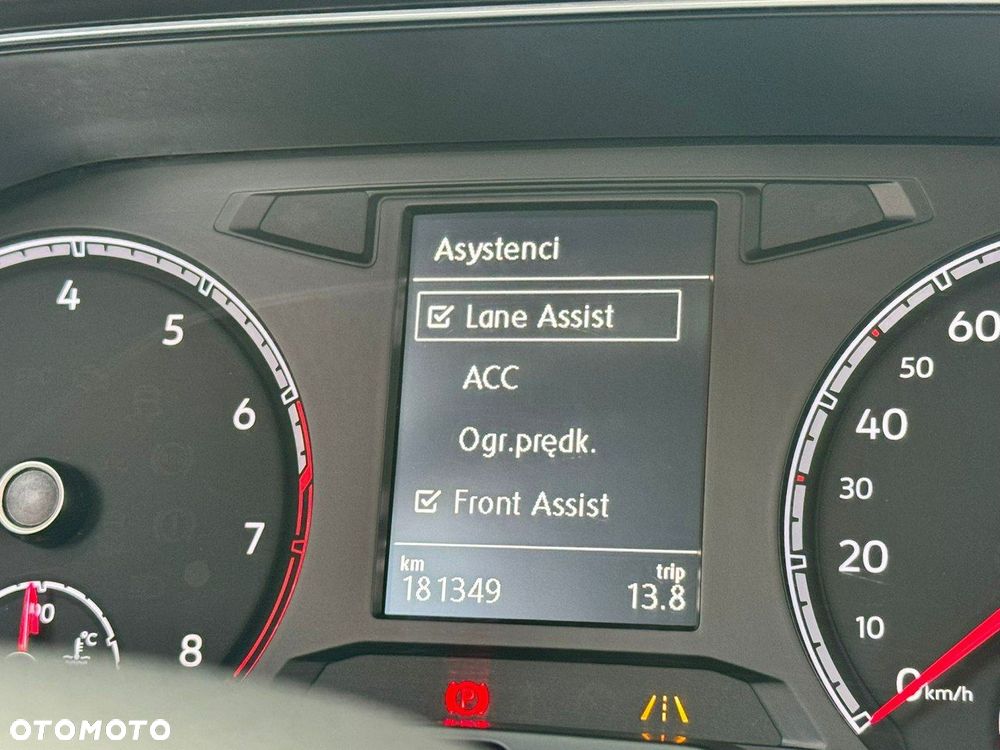 Asystenci
Lane Assist
ACC
Ogr.prędk.
Front Assist
km trip
181349 13.8
4
5
6
7
8
90
°C
60
50
40
30
20
10
0 km/h
P
OTOMOTO